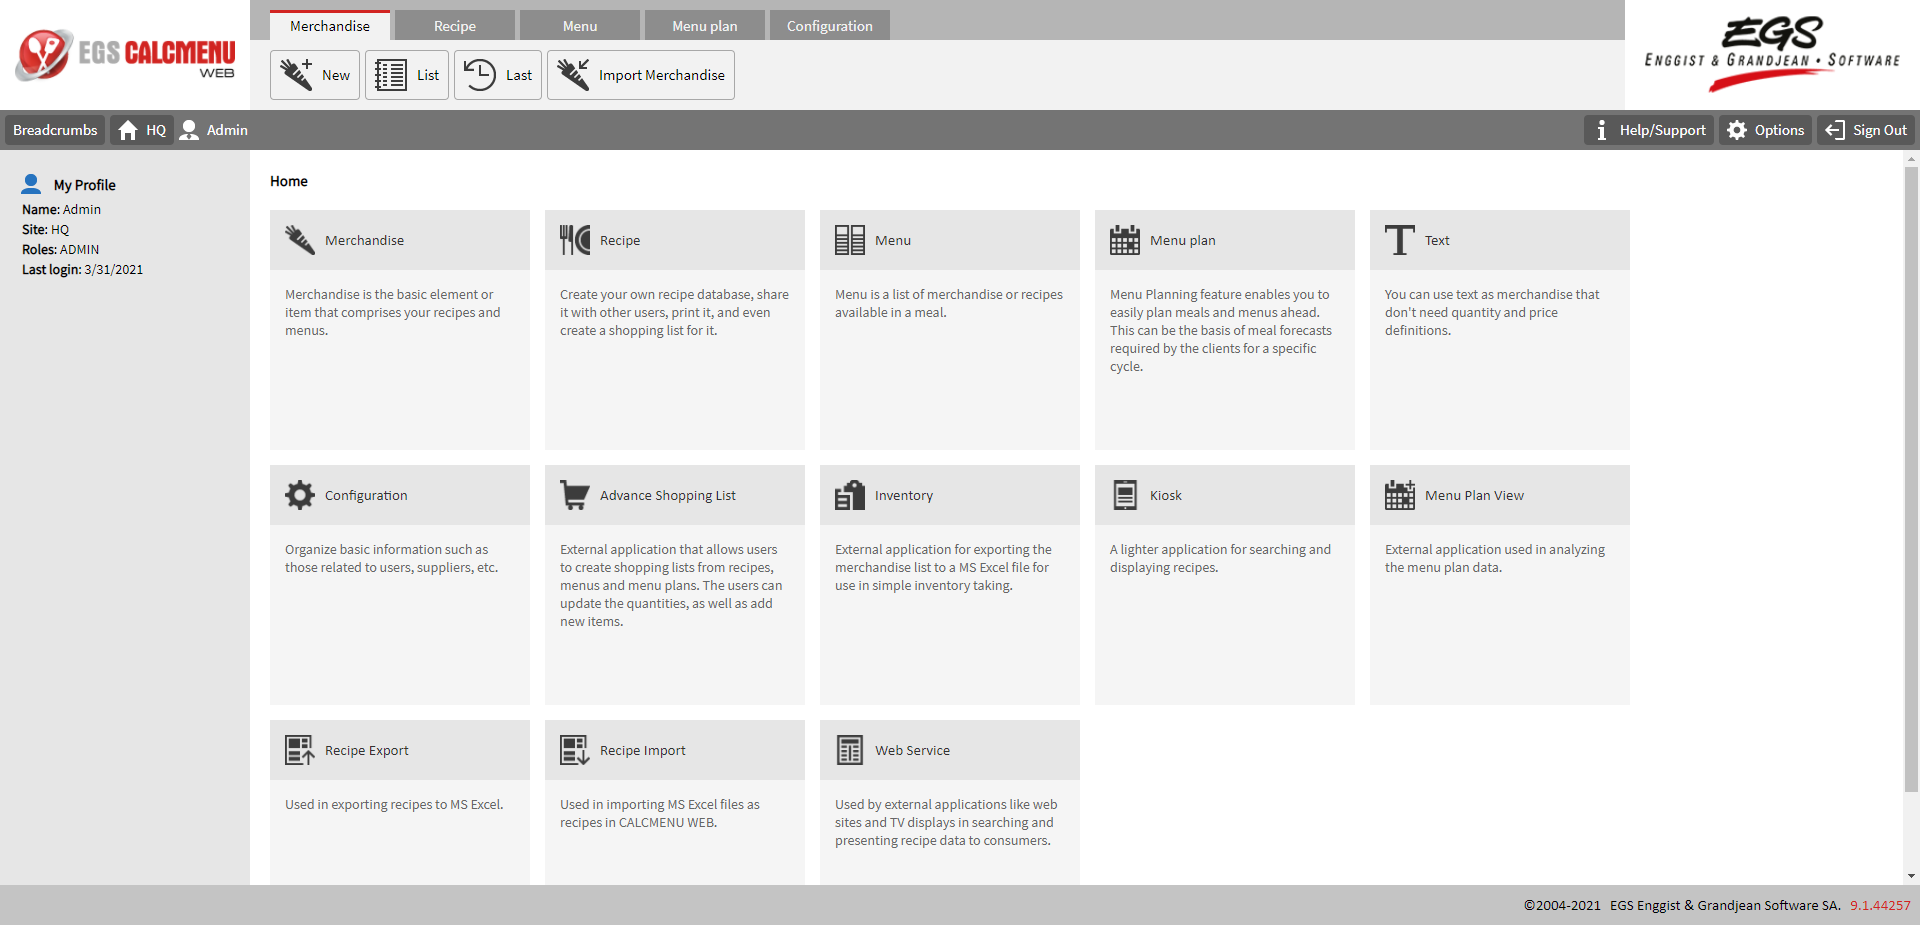 EGS CALCMENU
WEB
Merchandise
Recipe
Menu
Menu plan
Configuration
New
List
Last
Import Merchandise
EGS
ENGGIST & GRANDJEAN • SOFTWARE
Breadcrumbs
HQ
Admin
Help/Support
Options
Sign Out
My Profile
Name: Admin
Site: HQ
Roles: ADMIN
Last login: 3/31/2021
Home
Merchandise
Merchandise is the basic element or
item that comprises your recipes and
menus.
Recipe
Create your own recipe database, share
it with other users, print it, and even
create a shopping list for it.
Menu
Menu is a list of merchandise or recipes
available in a meal.
Menu plan
Menu Planning feature enables you to
easily plan meals and menus ahead.
This can be the basis of meal forecasts
required by the clients for a specific
cycle.
Text
You can use text as merchandise that
don't need quantity and price
definitions.
Configuration
Organize basic information such as
those related to users, suppliers, etc.
Advance Shopping List
External application that allows users
to create shopping lists from recipes,
menus and menu plans. The users can
update the quantities, as well as add
new items.
Inventory
External application for exporting the
merchandise list to a MS Excel file for
use in simple inventory taking.
Kiosk
A lighter application for searching and
displaying recipes.
Menu Plan View
External application used in analyzing
the menu plan data.
Recipe Export
Used in exporting recipes to MS Excel.
Recipe Import
Used in importing MS Excel files as
recipes in CALCMENU WEB.
Web Service
Used by external applications like web
sites and TV displays in searching and
presenting recipe data to consumers.
©2004-2021 EGS Enggist & Grandjean Software SA. 9.1.44257